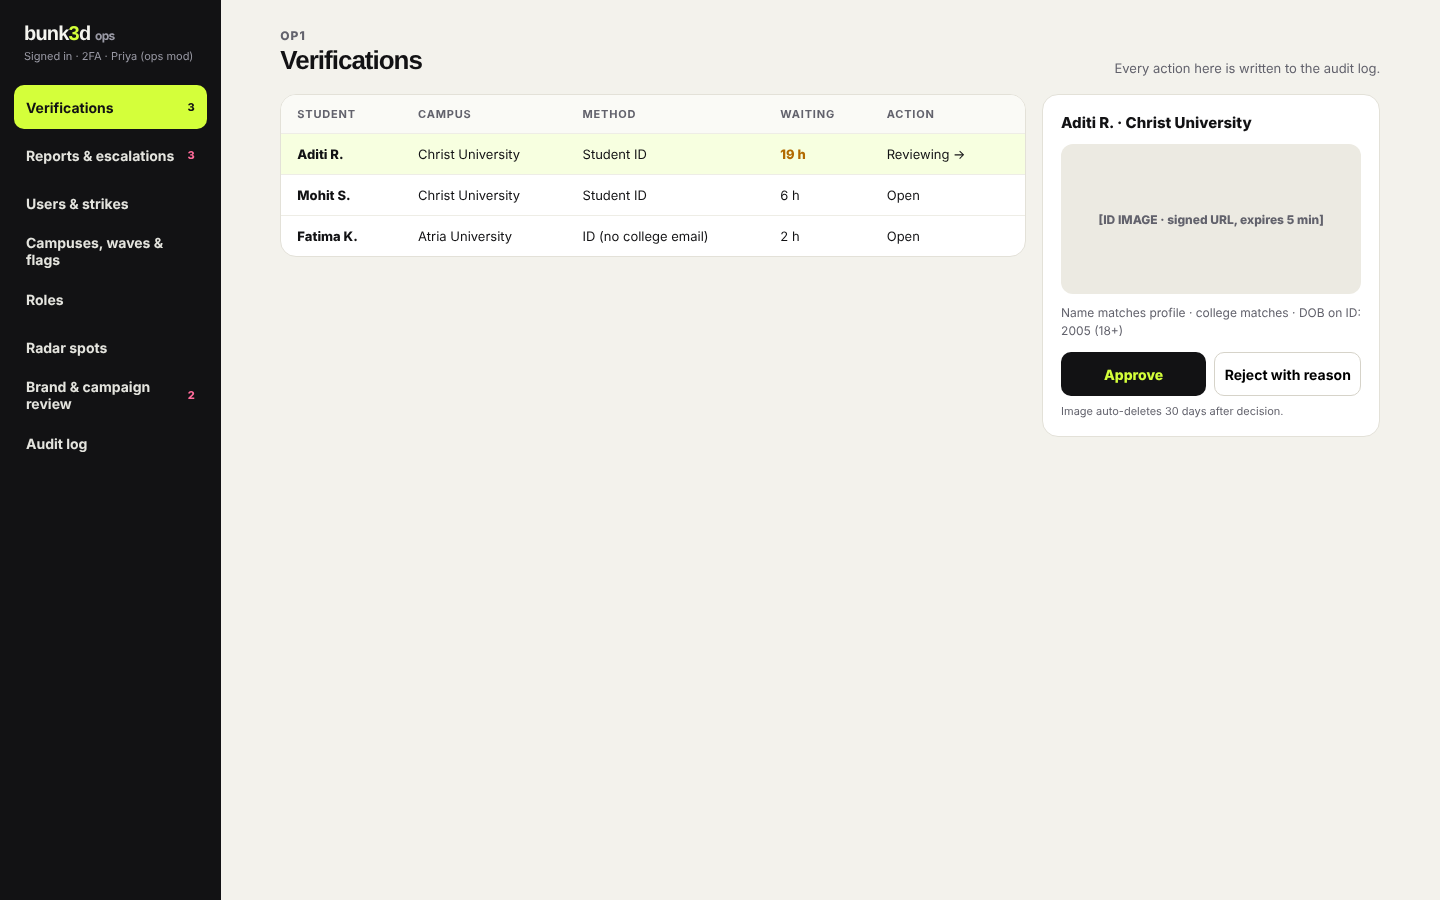 bunk3d ops
Signed in · 2FA · Priya (ops mod)
Verifications 3
Reports & escalations 3
Users & strikes
Campuses, waves &
flags
Roles
Radar spots
Brand & campaign
review 2
Audit log
OP1
Verifications
Every action here is written to the audit log.
STUDENT CAMPUS METHOD WAITING ACTION
Aditi R. Christ University Student ID 19 h Reviewing →
Mohit S. Christ University Student ID 6 h Open
Fatima K. Atria University ID (no college email) 2 h Open
Aditi R. · Christ University
[ID IMAGE · signed URL, expires 5 min]
Name matches profile · college matches · DOB on ID:
2005 (18+)
Approve Reject with reason
Image auto-deletes 30 days after decision.